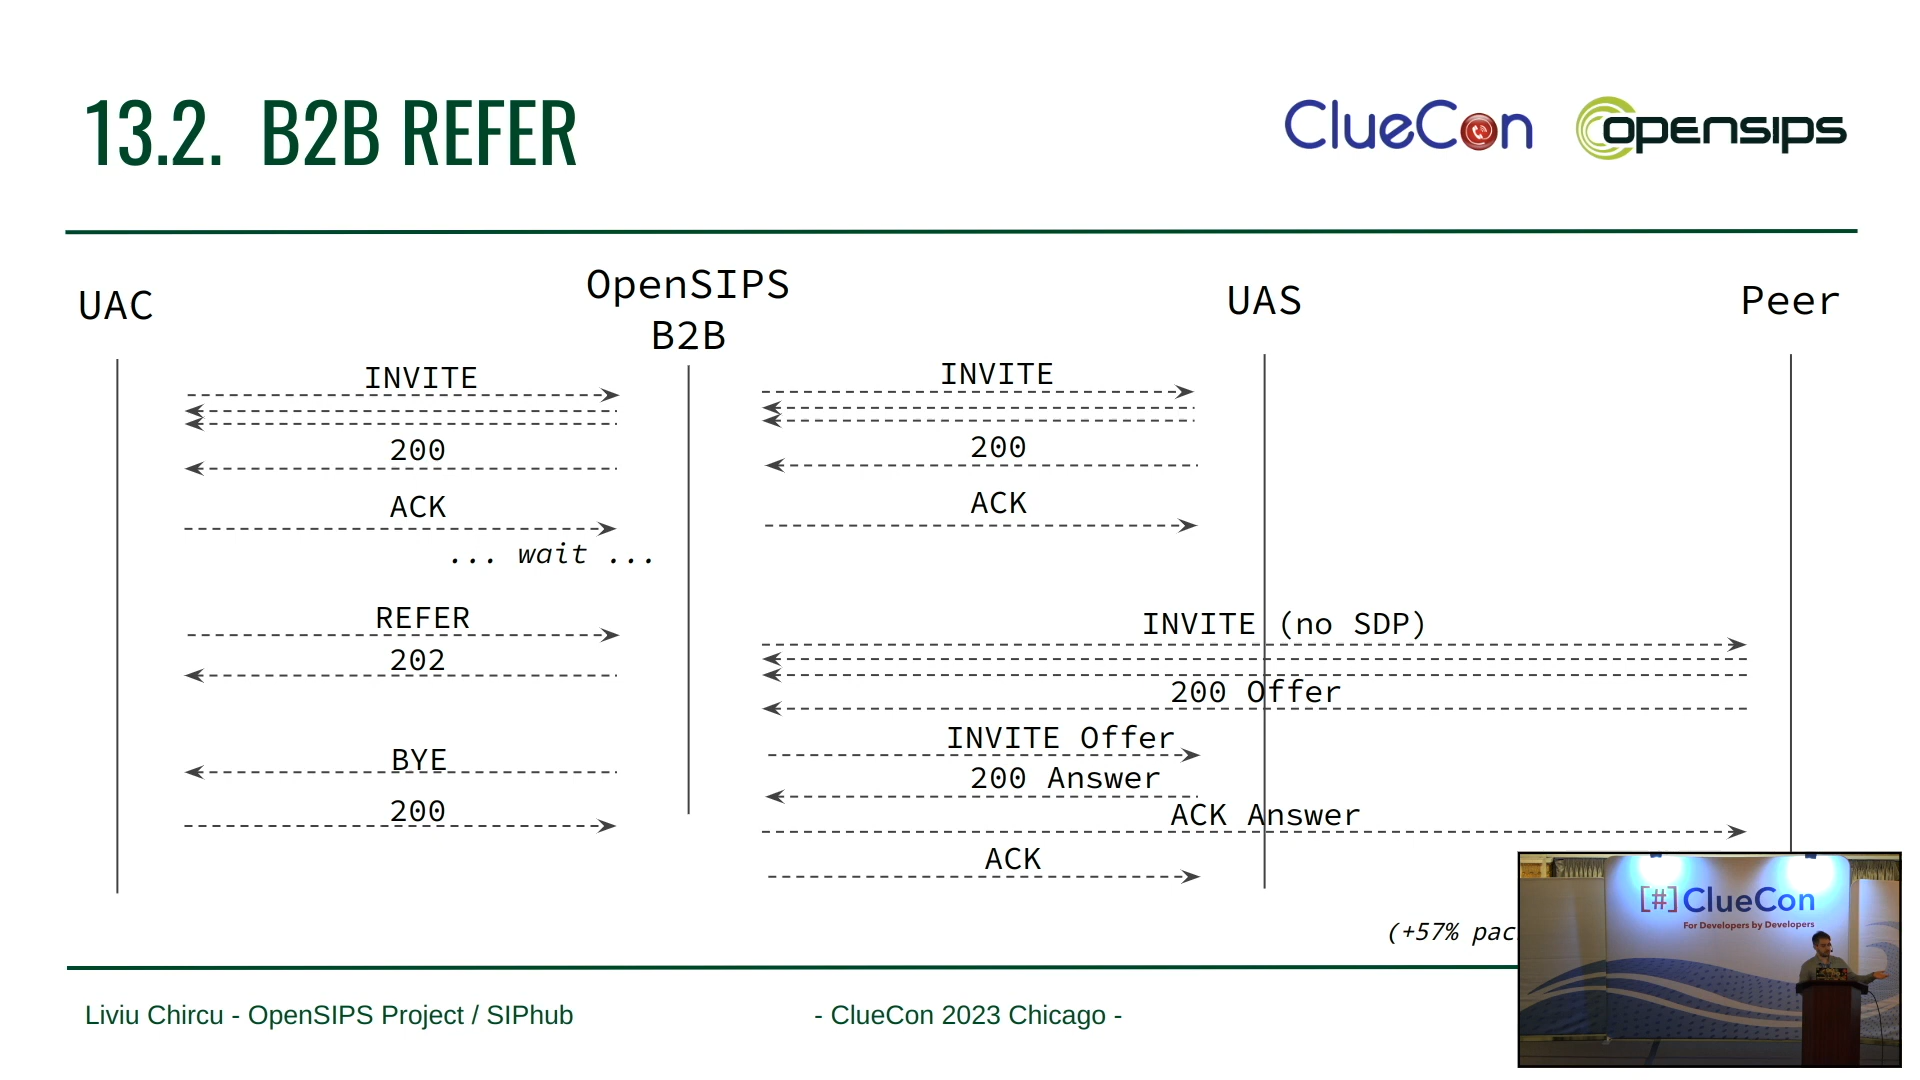 13.2. B2B REFER
ClueCon
opensips
UAC
OpenSIPS
B2B
UAS
Peer
INVITE
INVITE
200
200
ACK
ACK
... wait ...
REFER
INVITE (no SDP)
202
200 Offer
INVITE Offer
BYE
200 Answer
200
ACK Answer
ACK
[#] ClueCon
For Developers by Developers
(+57%
Liviu Chircu - OpenSIPS Project / SIPhub
- ClueCon 2023 Chicago -